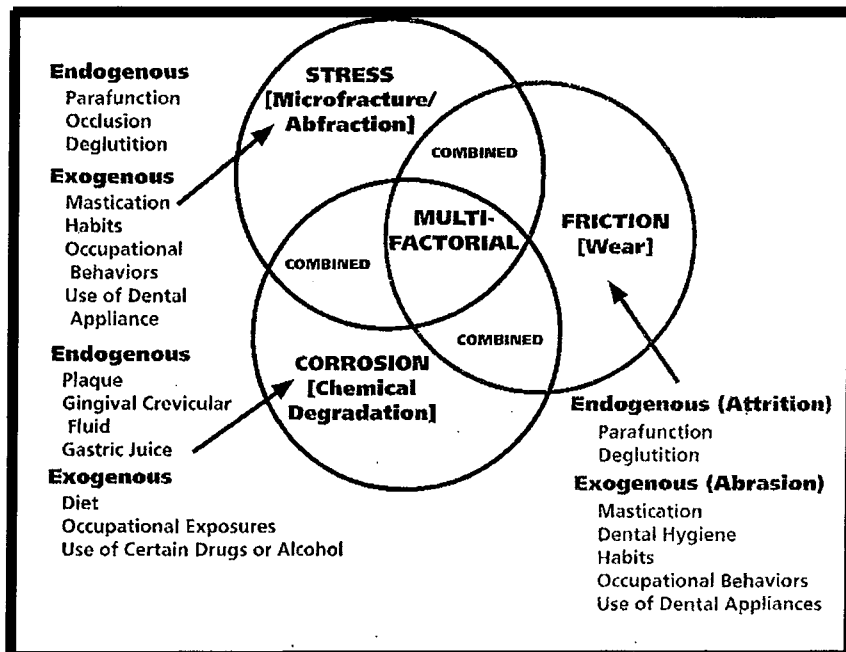 Endogenous
Parafunction
Occlusion
Deglutition
Exogenous
Mastication
Habits
Occupational
Behaviors
Use of Dental
Appliance
STRESS
[Microfracture/
Abfraction]
COMBINED
MULTI-
FACTORIAL
FRICTION
[Wear]
COMBINED
COMBINED
CORROSION
[Chemical
Degradation]
Endogenous
Plaque
Gingival Crevicular
Fluid
Gastric Juice
Exogenous
Diet
Occupational Exposures
Use of Certain Drugs or Alcohol
Endogenous (Attrition)
Parafunction
Deglutition
Exogenous (Abrasion)
Mastication
Dental Hygiene
Habits
Occupational Behaviors
Use of Dental Appliances